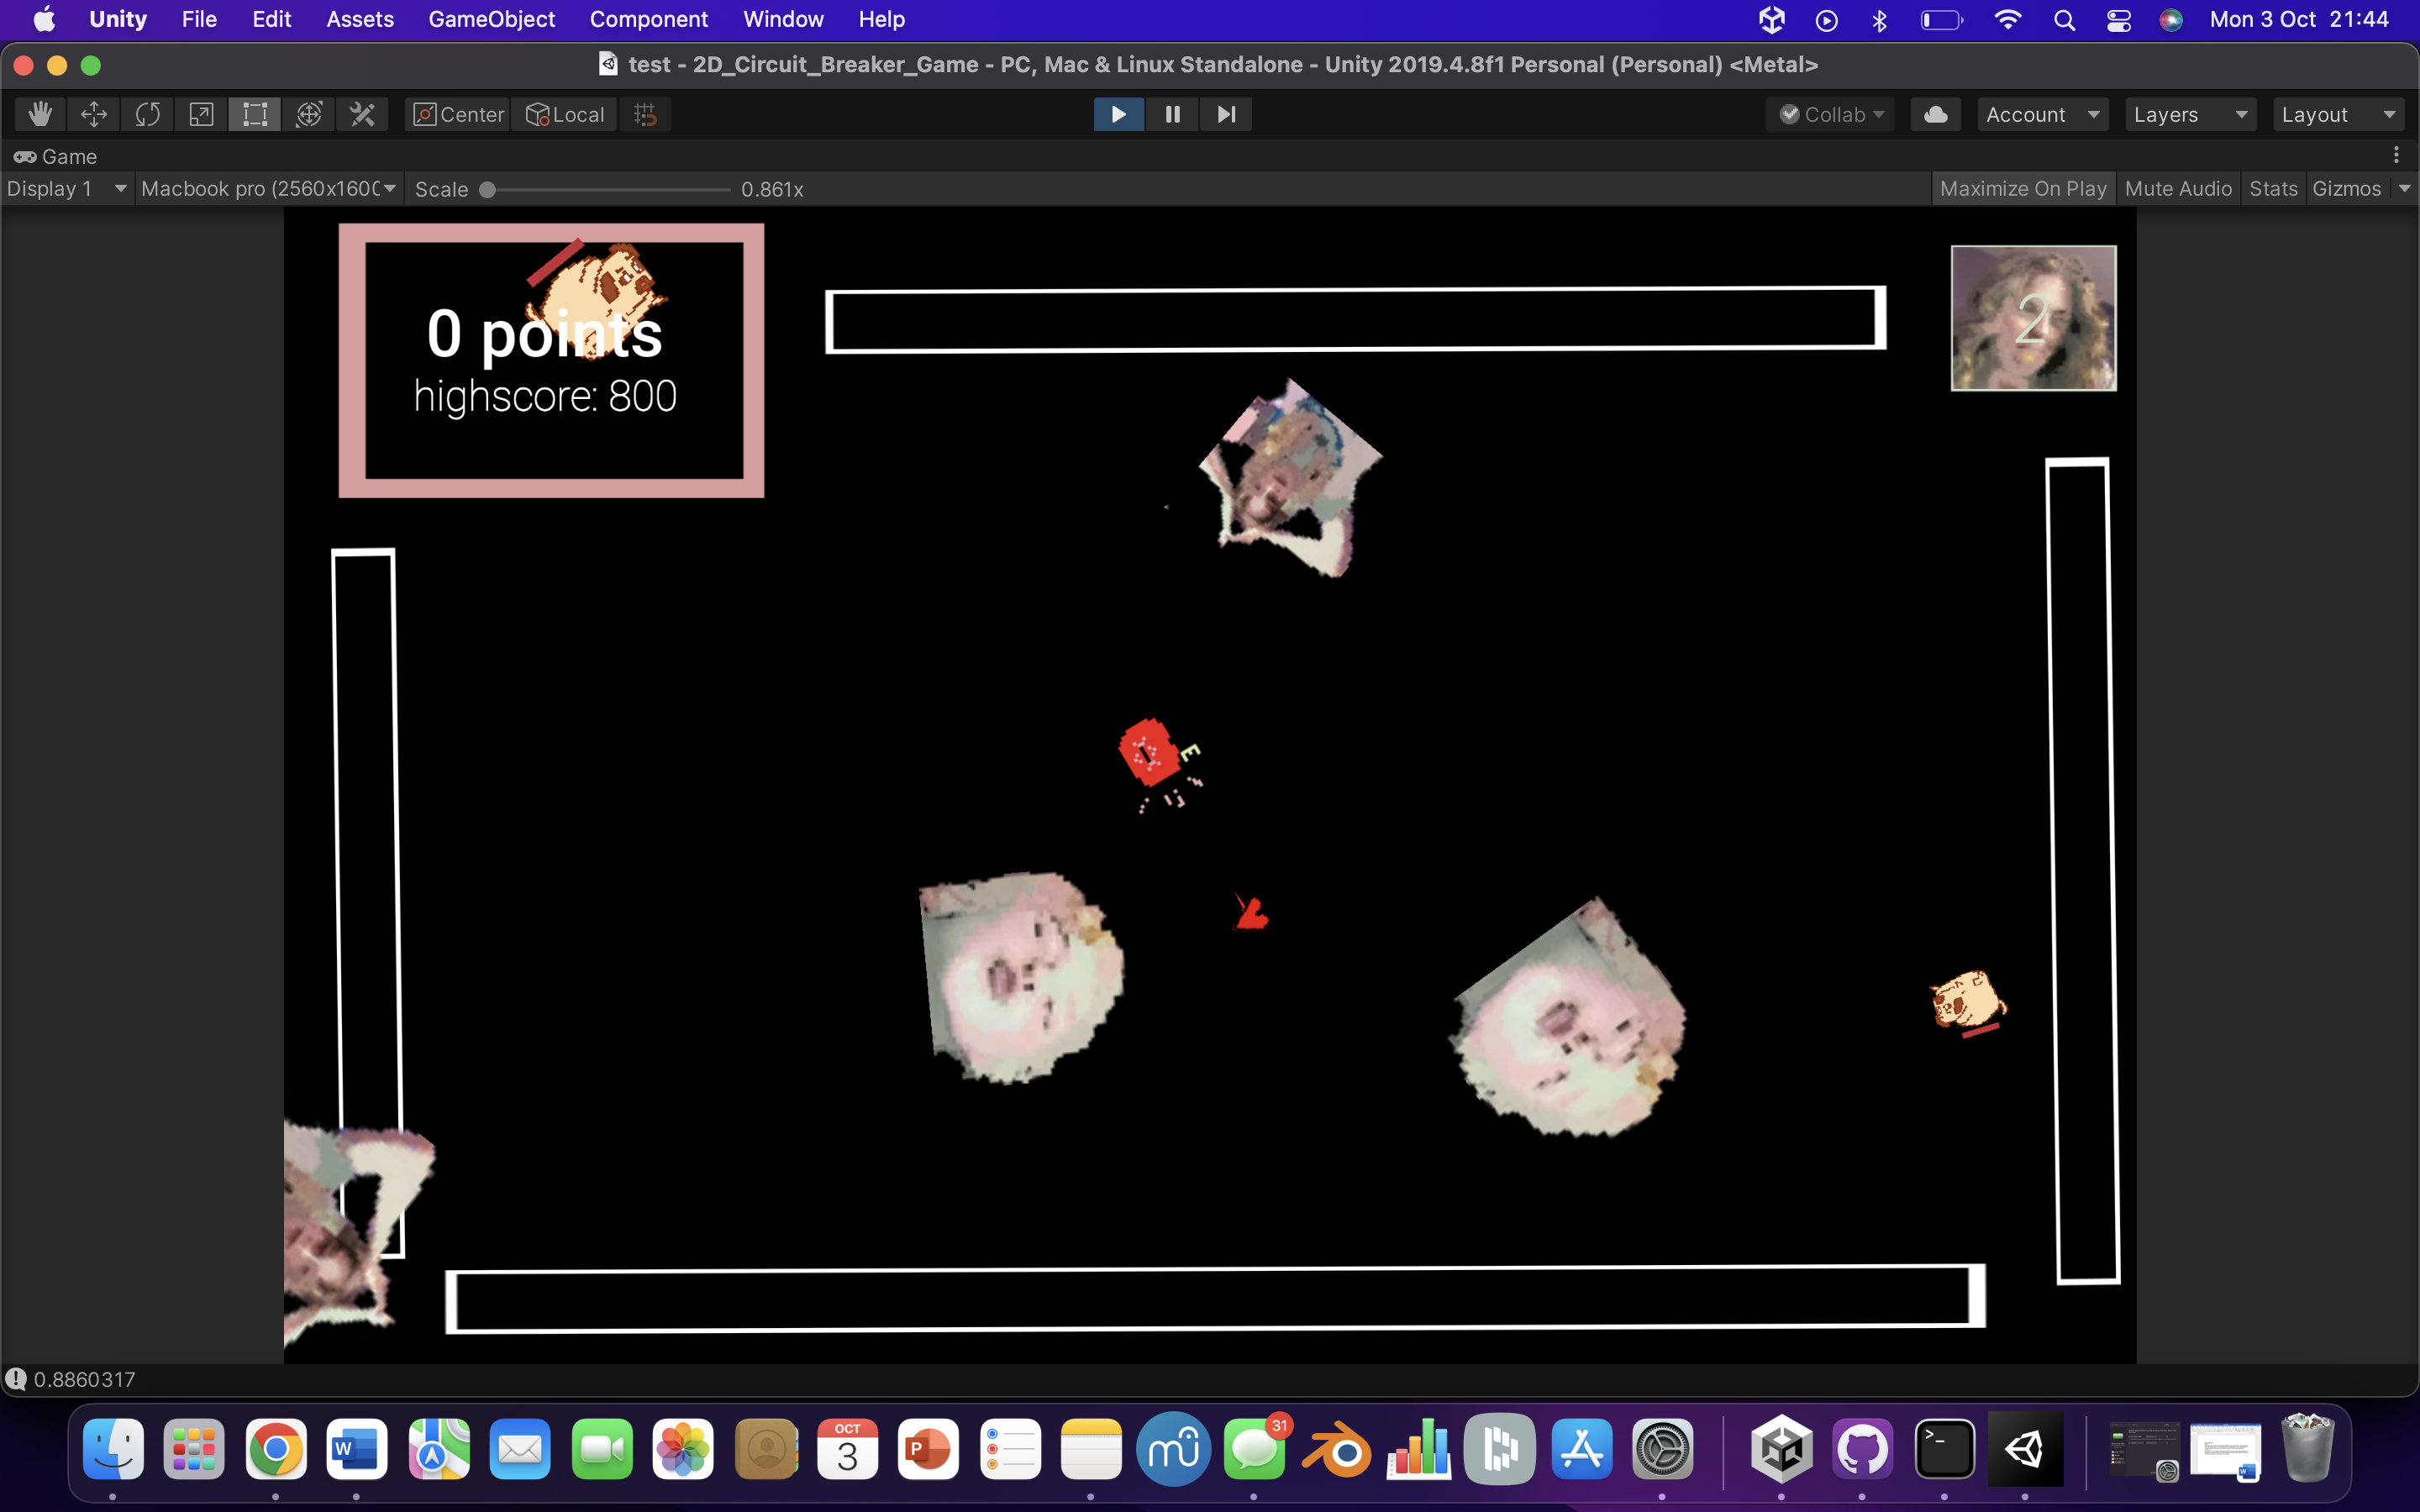 Unity File Edit Assets GameObject Component Window Help Mon 3 Oct 21:44
test - 2D_Circuit_Breaker_Game - PC, Mac & Linux Standalone - Unity 2019.4.8f1 Personal (Personal) <Metal>
Center Local Collab Account Layers Layout
Game
Display 1 Macbook pro (2560x160 Scale 0.861x Maximize On Play Mute Audio Stats Gizmos
0 points
highscore: 800
2
E
0.8860317
W
OCT
3
P
31
>_